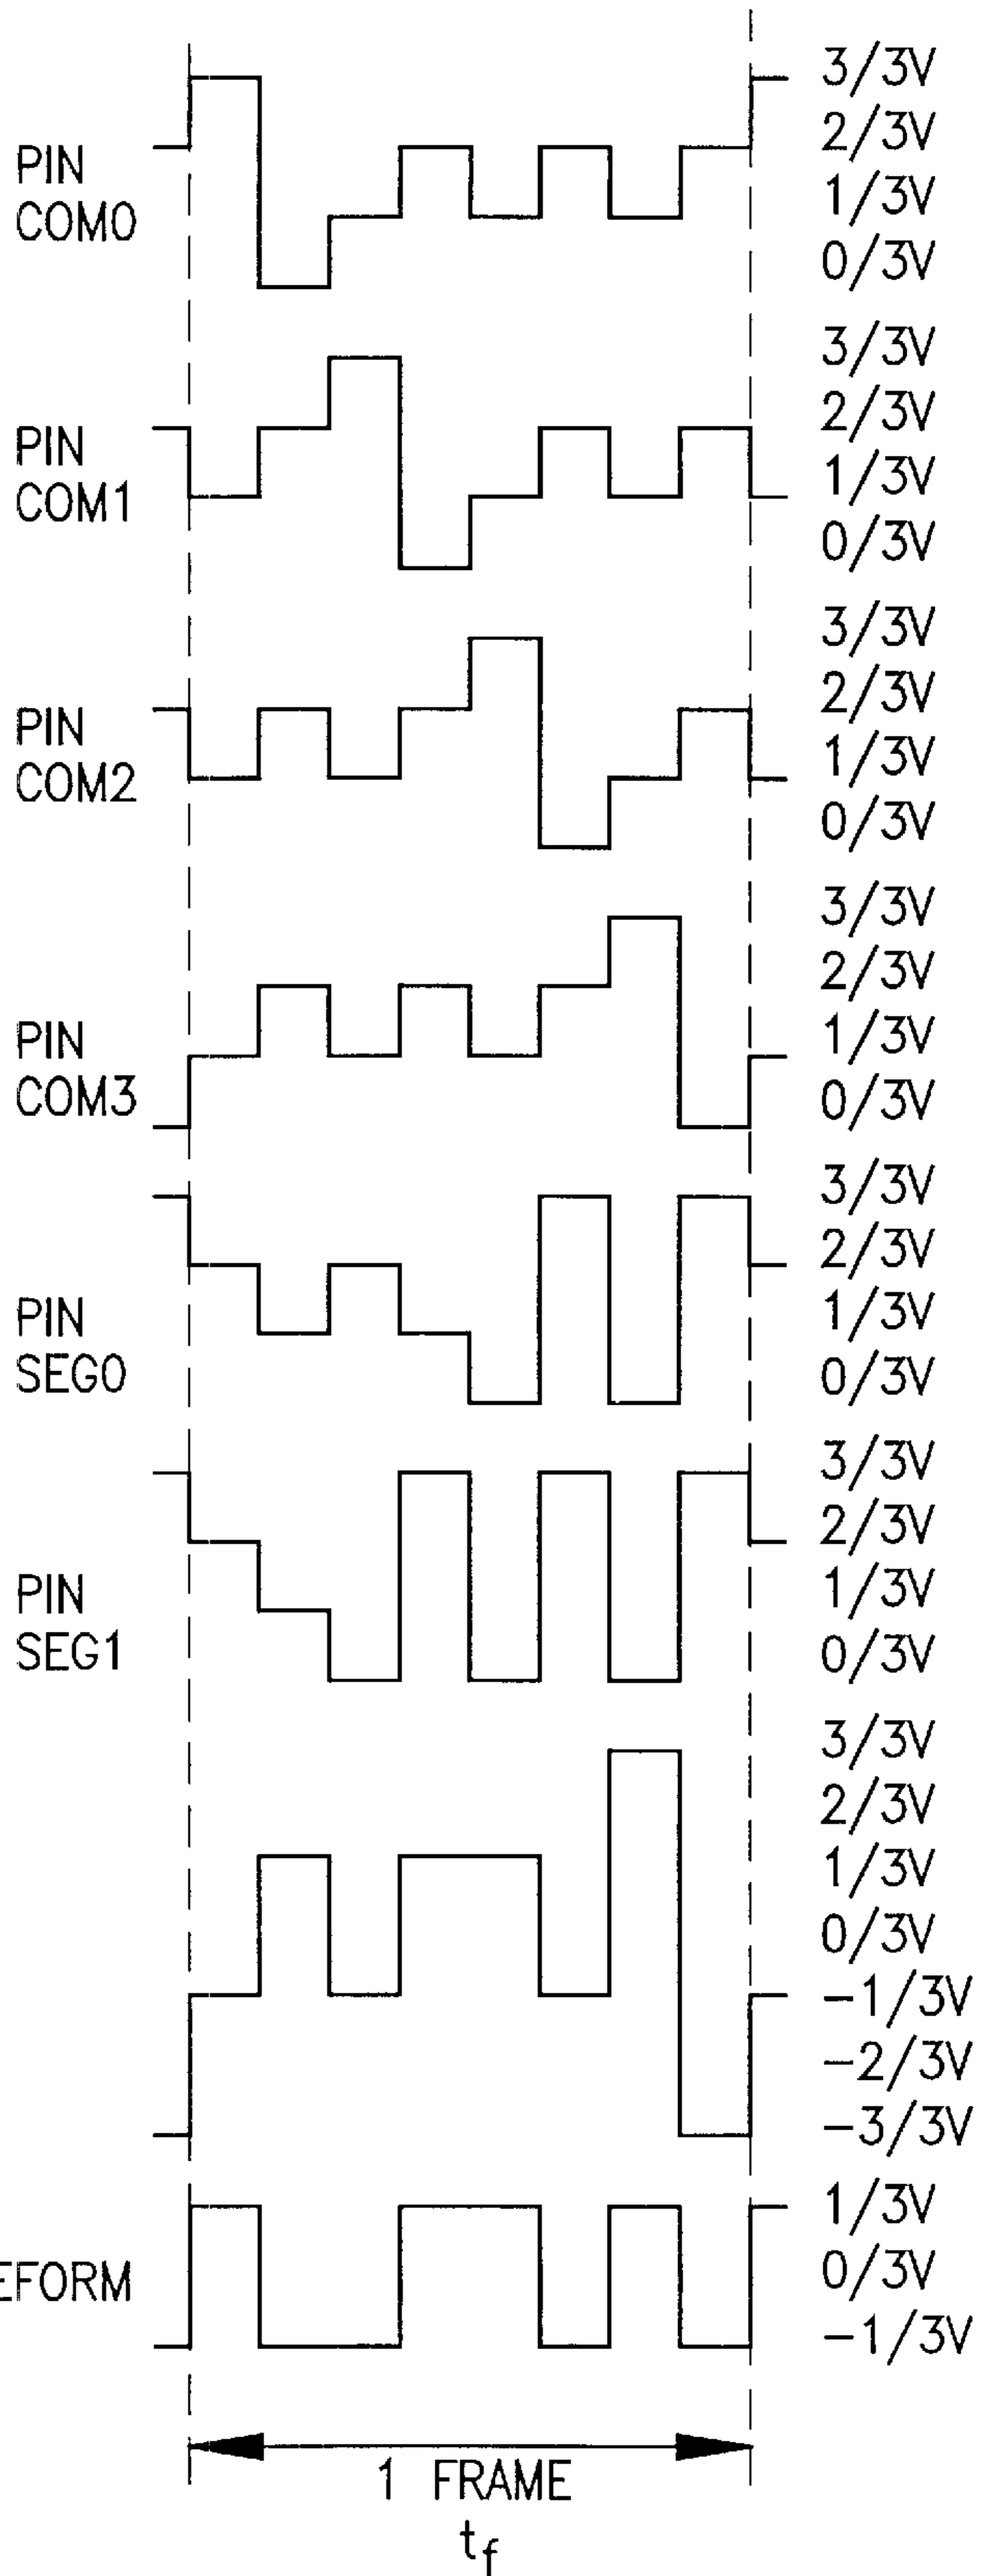 3/3V
2/3V
PIN
1/3V
COM0
0/3V
3/3V
2/3V
PIN
1/3V
COM1
0/3V
3/3V
2/3V
PIN
1/3V
COM2
0/3V
3/3V
2/3V
PIN
1/3V
COM3
0/3V
3/3V
2/3V
PIN
1/3V
SEG0
0/3V
3/3V
2/3V
PIN
1/3V
SEG1
0/3V
3/3V
2/3V
1/3V
0/3V
-1/3V
-2/3V
-3/3V
1/3V
EFORM
0/3V
-1/3V
1 FRAME
tf